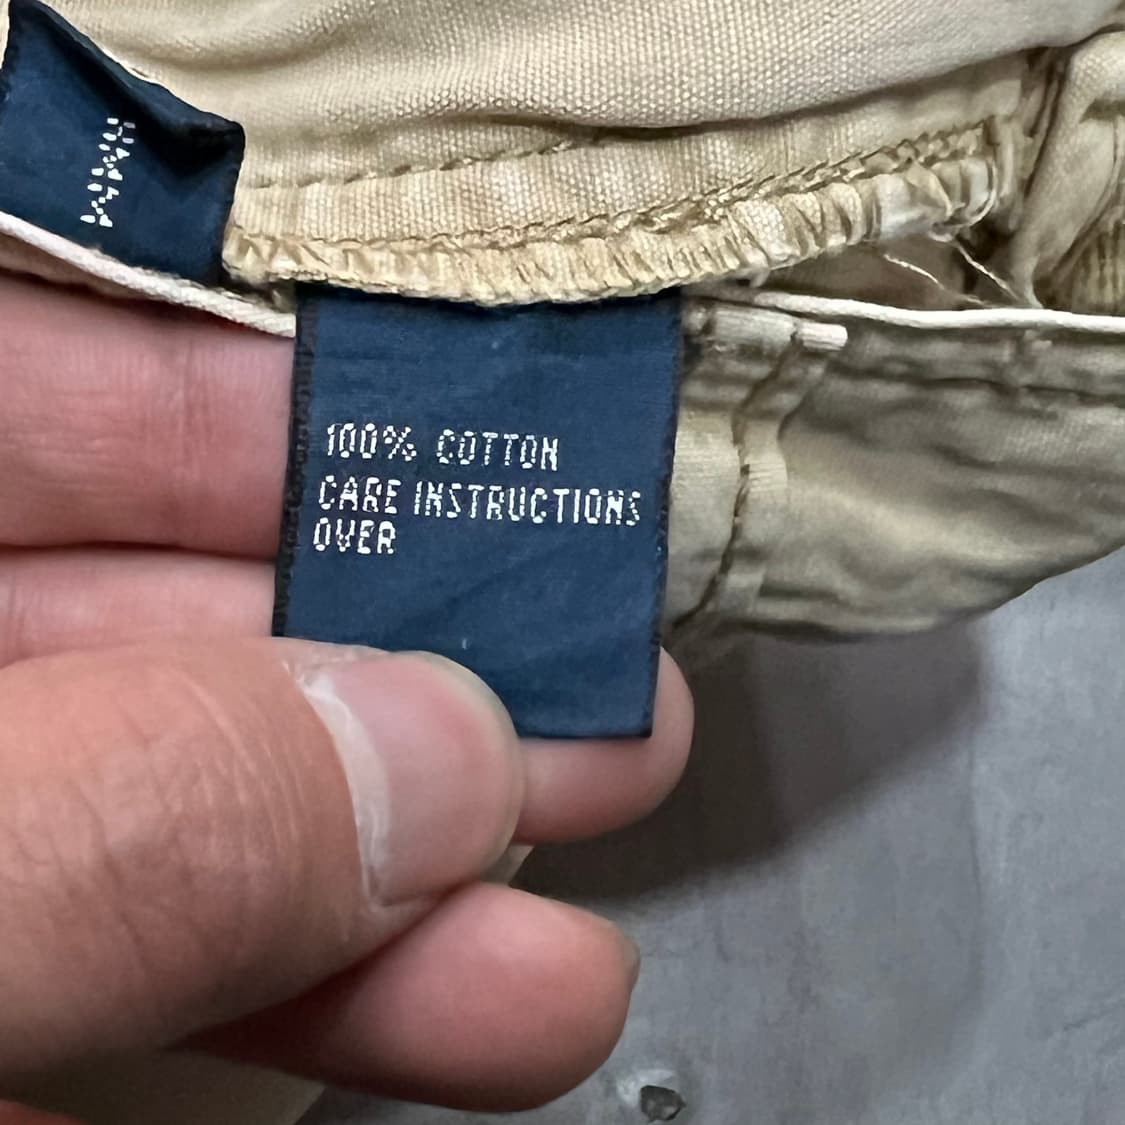 100% COTTON
CARE INSTRUCTIONS
OVER